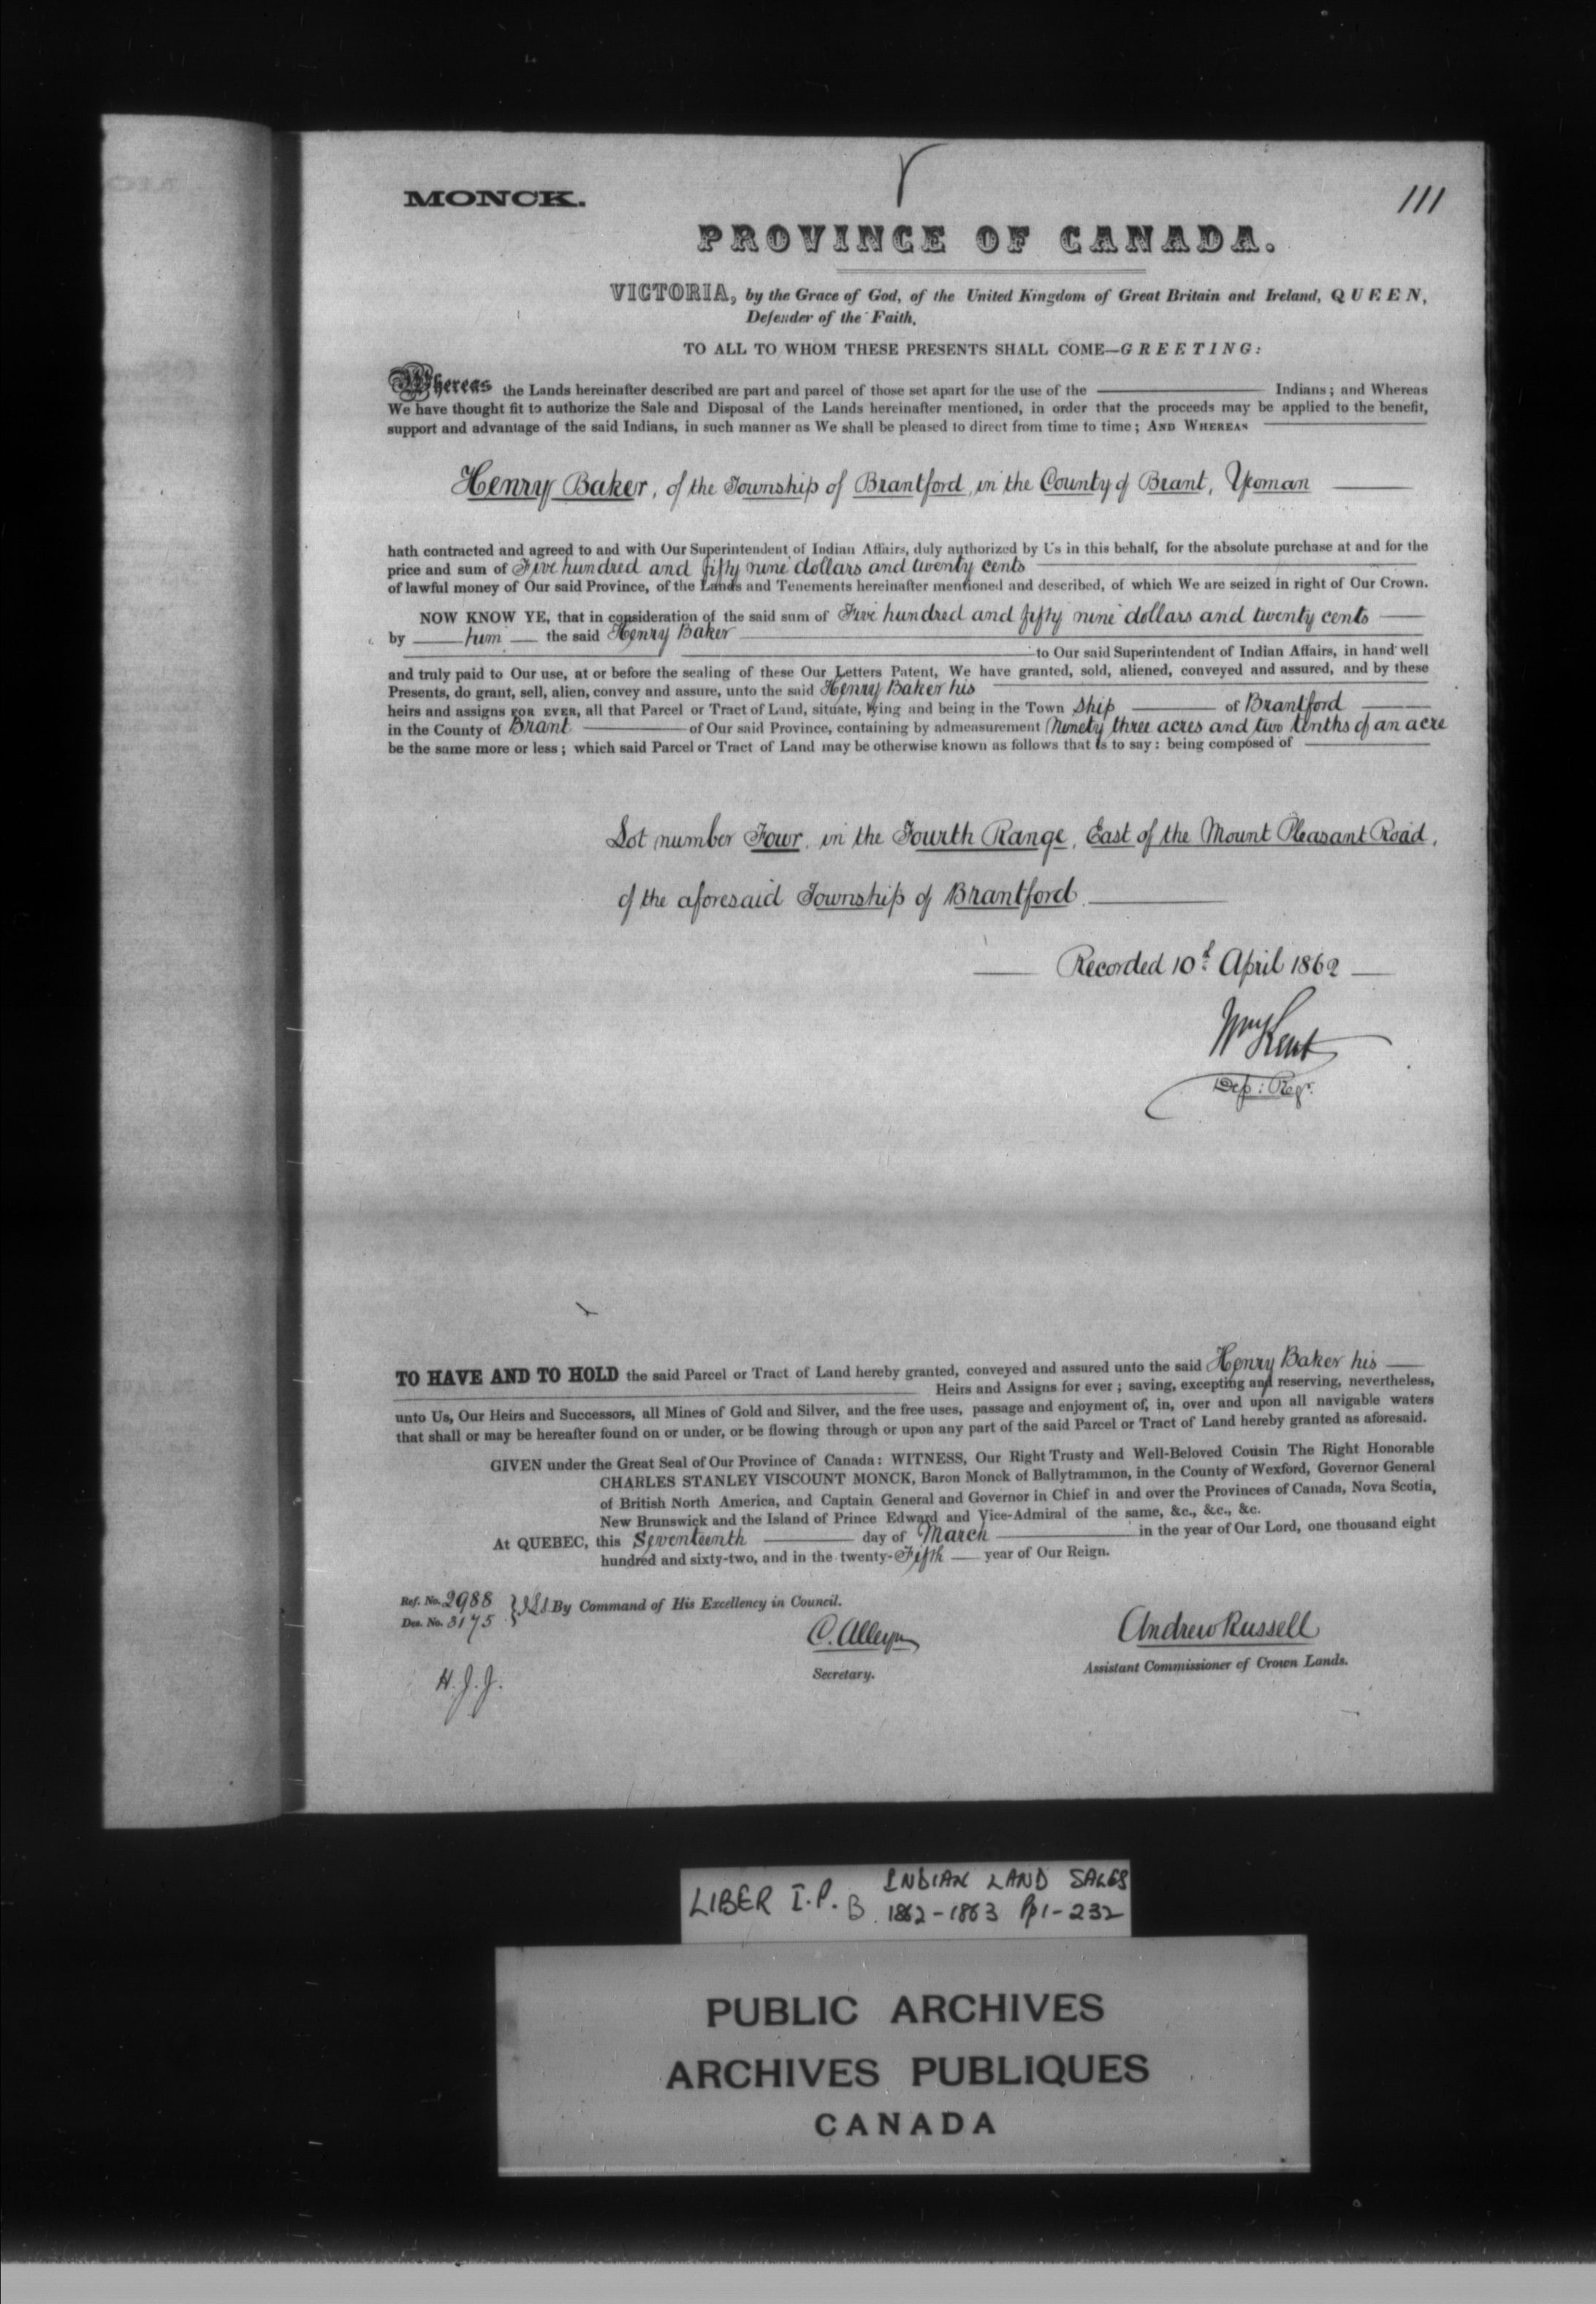 MONCK.
111
PROVINCE OF CANADA.
VICTORIA, by the Grace of God, of the United Kingdom of Great Britain and Ireland, QUEEN,
Defender of the Faith,
TO ALL TO WHOM THESE PRESENTS SHALL COME—GREETING:
Whereas the Lands hereinafter described are part and parcel of those set apart for the use of the ——— Indians; and Whereas
We have thought fit to authorize the Sale and Disposal of the Lands hereinafter mentioned, in order that the proceeds may be applied to the benefit,
support and advantage of the said Indians, in such manner as We shall be pleased to direct from time to time; AND WHEREAS ———
Henry Baker, of the Township of Brantford, in the County of Brant, Yeoman ———
hath contracted and agreed to and with Our Superintendent of Indian Affairs, duly authorized by Us in this behalf, for the absolute purchase at and for the
price and sum of Five hundred and fifty nine dollars and twenty cents ———
of lawful money of Our said Province, of the Lands and Tenements hereinafter mentioned and described, of which We are seized in right of Our Crown.
NOW KNOW YE, that in consideration of the said sum of Five hundred and fifty nine dollars and twenty cents ———
by ——— him ——— the said Henry Baker ———
——— to Our said Superintendent of Indian Affairs, in hand well
and truly paid to Our use, at or before the sealing of these Our Letters Patent, We have granted, sold, aliened, conveyed and assured, and by these
Presents, do grant, sell, alien, convey and assure, unto the said Henry Baker his ———
heirs and assigns FOR EVER, all that Parcel or Tract of Land, situate, lying and being in the Town ship ——— of Brantford ———
in the County of Brant ——— of Our said Province, containing by admeasurement Ninety three acres and two tenths of an acre
be the same more or less; which said Parcel or Tract of Land may be otherwise known as follows that is to say: being composed of ———
Lot number Four, in the Fourth Range, East of the Mount Pleasant Road,
of the aforesaid Township of Brantford. ———
——— Recorded 10th April 1862 ———
Wm Kent
Dep: Regr.
TO HAVE AND TO HOLD the said Parcel or Tract of Land hereby granted, conveyed and assured unto the said Henry Baker his ———
——— Heirs and Assigns for ever; saving, excepting and reserving, nevertheless,
unto Us, Our Heirs and Successors, all Mines of Gold and Silver, and the free uses, passage and enjoyment of, in, over and upon all navigable waters
that shall or may be hereafter found on or under, or be flowing through or upon any part of the said Parcel or Tract of Land hereby granted as aforesaid.
GIVEN under the Great Seal of Our Province of Canada: WITNESS, Our Right Trusty and Well-Beloved Cousin The Right Honorable
CHARLES STANLEY VISCOUNT MONCK, Baron Monck of Ballytrammon, in the County of Wexford, Governor General
of British North America, and Captain General and Governor in Chief in and over the Provinces of Canada, Nova Scotia,
New Brunswick and the Island of Prince Edward and Vice-Admiral of the same, &c., &c., &c.
At QUEBEC, this Seventeenth ——— day of March ——— in the year of Our Lord, one thousand eight
hundred and sixty-two, and in the twenty-Fifth ——— year of Our Reign.
Ref. No. 2988
Des. No. 3175
By Command of His Excellency in Council.
C. Alleyn
Secretary.
Andrew Russell
Assistant Commissioner of Crown Lands.
H. J. J.
LIBER I.P. B INDIAN LAND SALES
1862-1863 Pp 1-232
PUBLIC ARCHIVES
ARCHIVES PUBLIQUES
CANADA